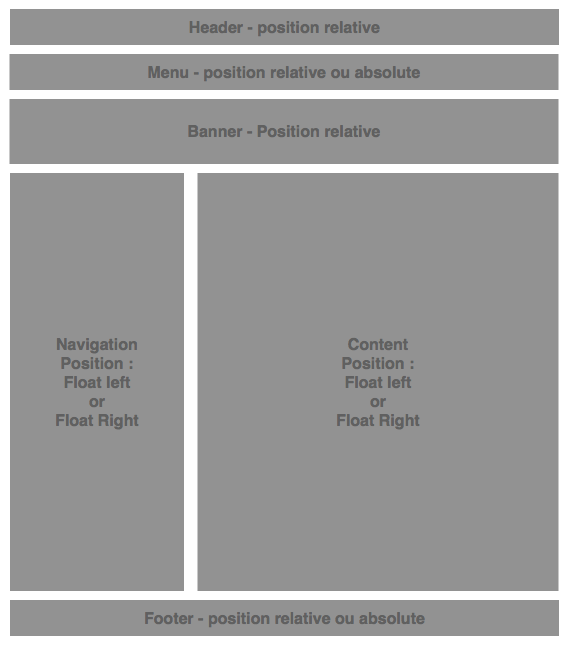 Header - position relative
Menu - position relative ou absolute
Banner - Position relative
Navigation
Position :
Float left
or
Float Right
Content
Position :
Float left
or
Float Right
Footer - position relative ou absolute